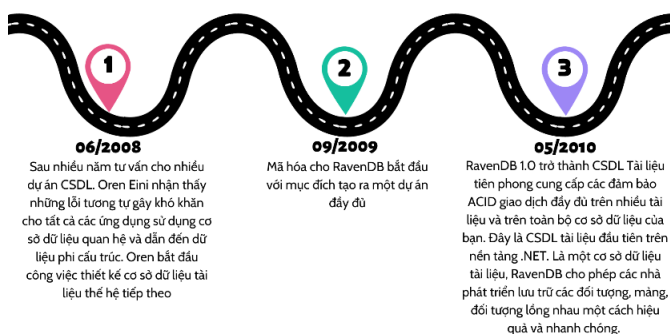 1
06/2008
Sau nhiều năm tư vấn cho nhiều
dự án CSDL. Oren Eini nhận thấy
những lỗi tương tự gây khó khăn
cho tất cả các ứng dụng sử dụng cơ
sở dữ liệu quan hệ và dẫn đến dữ
liệu phi cấu trúc. Oren bắt đầu
công việc thiết kế cơ sở dữ liệu tài
liệu thế hệ tiếp theo
2
09/2009
Mã hóa cho RavenDB bắt đầu
với mục đích tạo ra một dự án
đầy đủ
3
05/2010
RavenDB 1.0 trở thành CSDL Tài liệu
tiên phong cung cấp các đảm bảo
ACID giao dịch đầy đủ trên nhiều tài
liệu và trên toàn bộ cơ sở dữ liệu của
bạn. Đây là CSDL tài liệu đầu tiên trên
nền tảng .NET. Là một cơ sở dữ liệu
tài liệu, RavenDB cho phép các nhà
phát triển lưu trữ các đối tượng, mảng,
đối tượng lồng nhau một cách hiệu
quả và nhanh chóng.